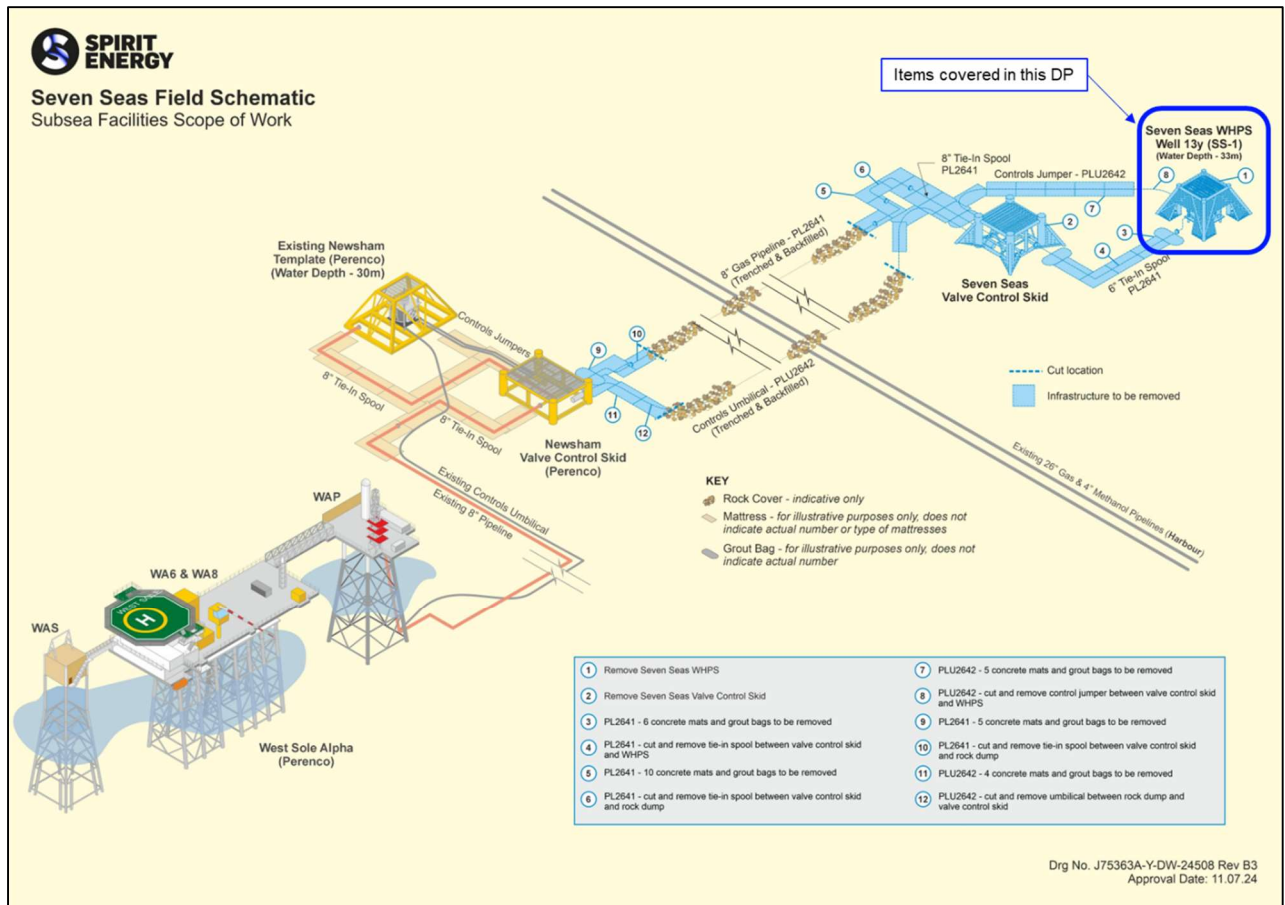 SPIRIT
ENERGY
Seven Seas Field Schematic
Subsea Facilities Scope of Work
Items covered in this DP
Seven Seas WHPS
Well 13y (SS-1)
(Water Depth - 33m)
8" Tie-In Spool
PL2641
Controls Jumper - PLU2642
8
1
6
5
7
2
3
4
6" Tie-In Spool
PL2641
Seven Seas
Valve Control Skid
8" Gas Pipeline - PL2641
(Trenched & Backfilled)
Existing Newsham
Template (Perenco)
(Water Depth - 30m)
Controls Jumpers
9
10
11
12
Controls Umbilical - PLU2642
(Trenched & Backfilled)
8" Tie-In Spool
8" Tie-In Spool
Newsham
Valve Control Skid
(Perenco)
Cut location
Infrastructure to be removed
Existing 26" Gas & 4" Methanol Pipelines (Harbour)
Existing Controls Umbilical
Existing 8" Pipeline
KEY
Rock Cover - indicative only
Mattress - for illustrative purposes only, does not
indicate actual number or type of mattresses
Grout Bag - for illustrative purposes only, does not
indicate actual number
WAP
WA6 & WA8
WAS
H
West Sole Alpha
(Perenco)
1 Remove Seven Seas WHPS
2 Remove Seven Seas Valve Control Skid
3 PL2641 - 6 concrete mats and grout bags to be removed
4 PL2641 - cut and remove tie-in spool between valve control skid
and WHPS
5 PL2641 - 10 concrete mats and grout bags to be removed
6 PL2641 - cut and remove tie-in spool between valve control skid
and rock dump
7 PLU2642 - 5 concrete mats and grout bags to be removed
8 PLU2642 - cut and remove control jumper between valve control skid
and WHPS
9 PL2641 - 5 concrete mats and grout bags to be removed
10 PL2641 - cut and remove tie-in spool between valve control skid
and rock dump
11 PLU2642 - 4 concrete mats and grout bags to be removed
12 PLU2642 - cut and remove umbilical between rock dump and
valve control skid
Drg No. J75363A-Y-DW-24508 Rev B3
Approval Date: 11.07.24